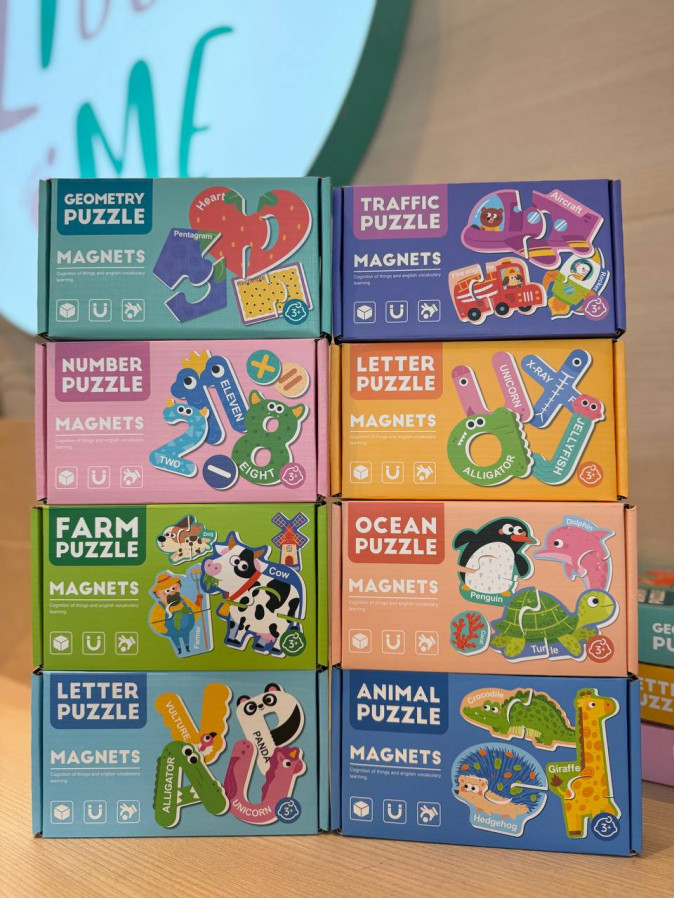 ME
GEOMETRY
PUZZLE
MAGNETS
Cognition of things and english vocabulary
learning.
Heart
Pentagram
3+
TRAFFIC
PUZZLE
MAGNETS
Cognition of things and english vocabulary
learning.
Aircraft
Rocket
3+
NUMBER
PUZZLE
MAGNETS
Cognition of things and english vocabulary
learning.
ELEVEN
TWO
EIGHT
3+
LETTER
PUZZLE
MAGNETS
Cognition of things and english vocabulary
learning.
UNICORN
X-RAY
F
JELLYFISH
ALLIGATOR
3+
FARM
PUZZLE
MAGNETS
Cognition of things and english vocabulary
learning.
Dog
Cow
Farmer
3+
OCEAN
PUZZLE
MAGNETS
Cognition of things and english vocabulary
learning.
Dolphin
Penguin
Coral
Turtle
3+
LETTER
PUZZLE
MAGNETS
Cognition of things and english vocabulary
learning.
VULTURE
PANDA
ALLIGATOR
UNICORN
3+
ANIMAL
PUZZLE
MAGNETS
Cognition of things and english vocabulary
learning.
Crocodile
Giraffe
Hedgehog
3+